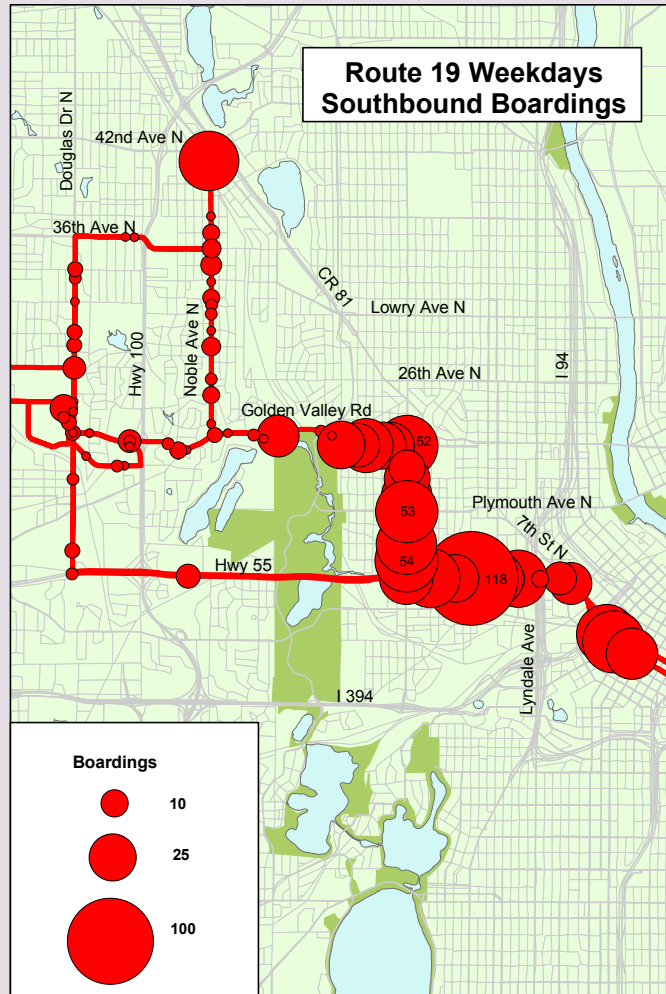 Route 19 Weekdays
Southbound Boardings
Douglas Dr N
42nd Ave N
36th Ave N
CR 81
Lowry Ave N
Hwy 100
Noble Ave N
I 94
26th Ave N
Golden Valley Rd
52
Plymouth Ave N
53
7th St N
54
Hwy 55
118
Lyndale Ave
I 394
Boardings
10
25
100